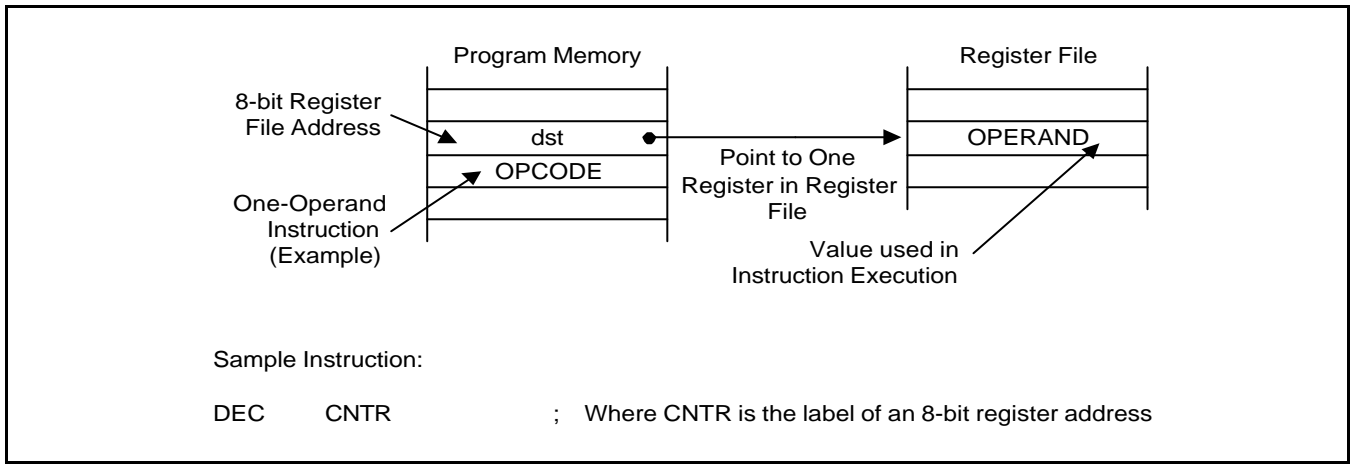 Program Memory
Register File
8-bit Register
File Address
dst
OPERAND
OPCODE
Point to One
Register in Register
File
One-Operand
Instruction
(Example)
Value used in
Instruction Execution
Sample Instruction:
DEC CNTR ; Where CNTR is the label of an 8-bit register address